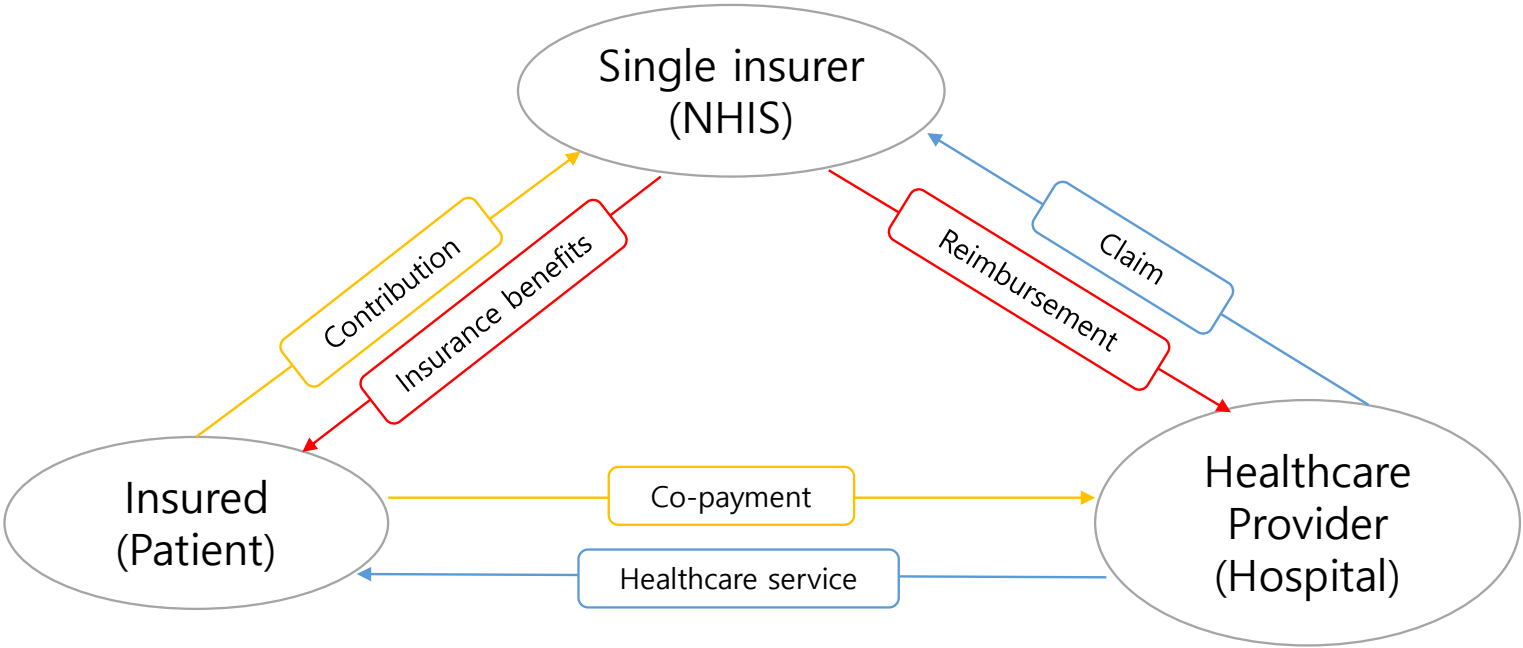 Single insurer
(NHIS)
Contribution
Insurance benefits
Reimbursement
Claim
Insured
(Patient)
Co-payment
Healthcare service
Healthcare
Provider
(Hospital)